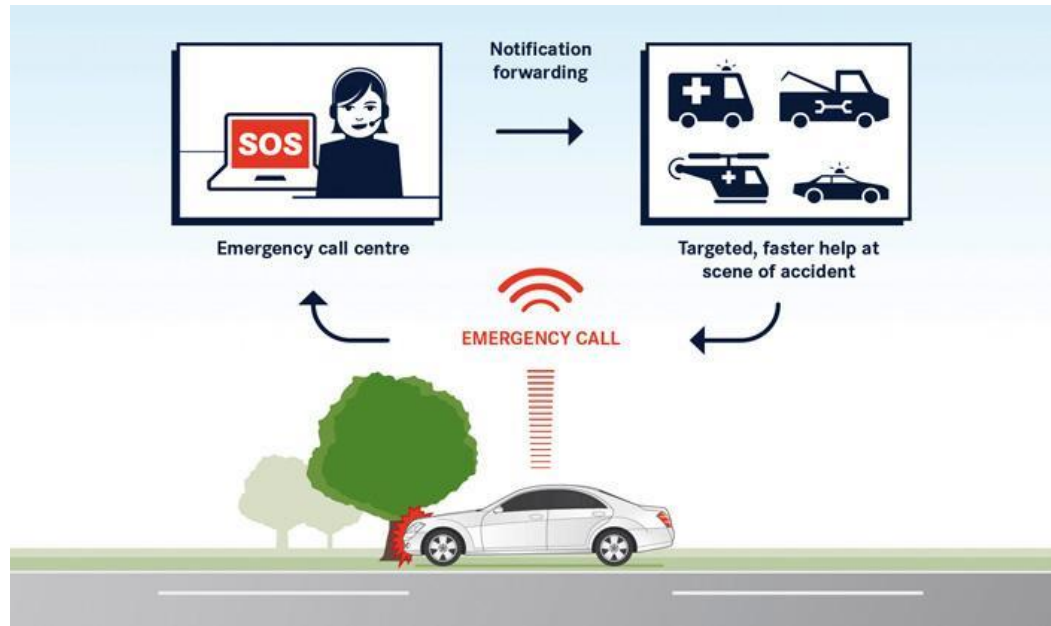 Notification
forwarding
SOS
Emergency call centre
Targeted, faster help at
scene of accident
EMERGENCY CALL